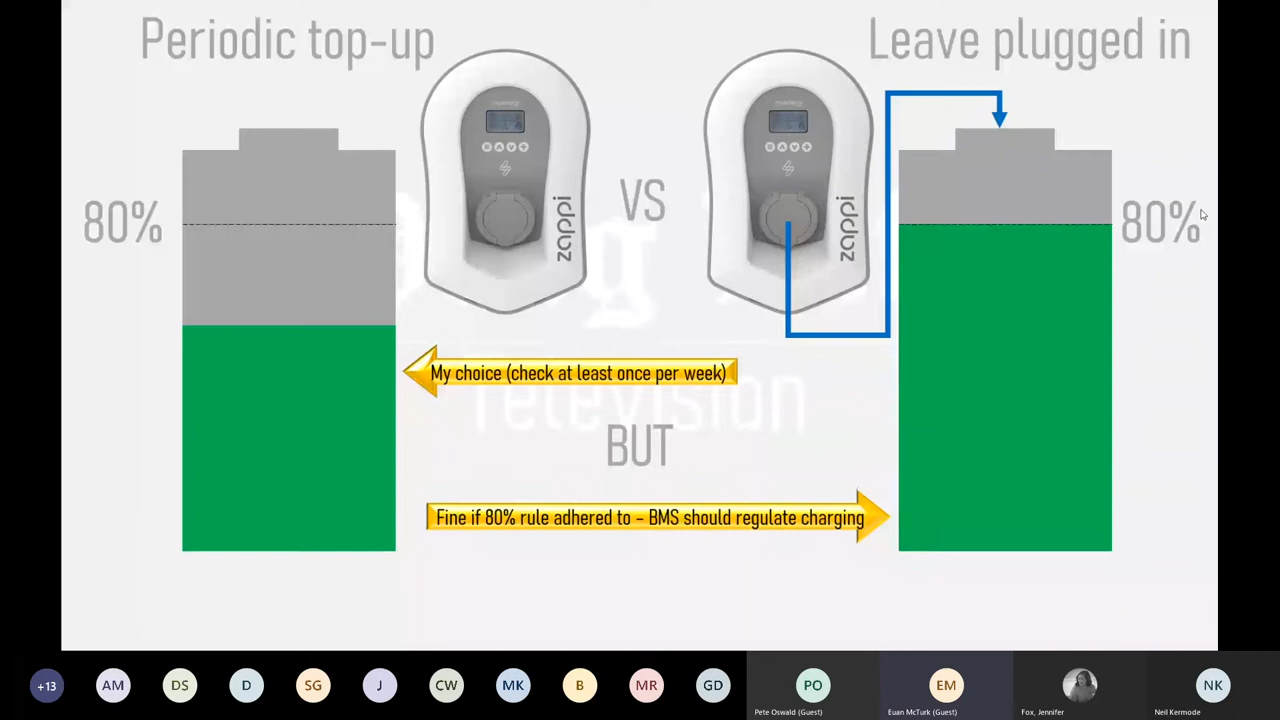 Periodic top-up
Leave plugged in
80%
VS
80%
zappi
zappi
My choice (check at least once per week)
Television
BUT
Fine if 80% rule adhered to – BMS should regulate charging
+13
AM
DS
D
SG
J
CW
MK
B
MR
GD
PO
Pete Oswald (Guest)
EM
Euan McTurk (Guest)
Fox, Jennifer
NK
Neil Kermode